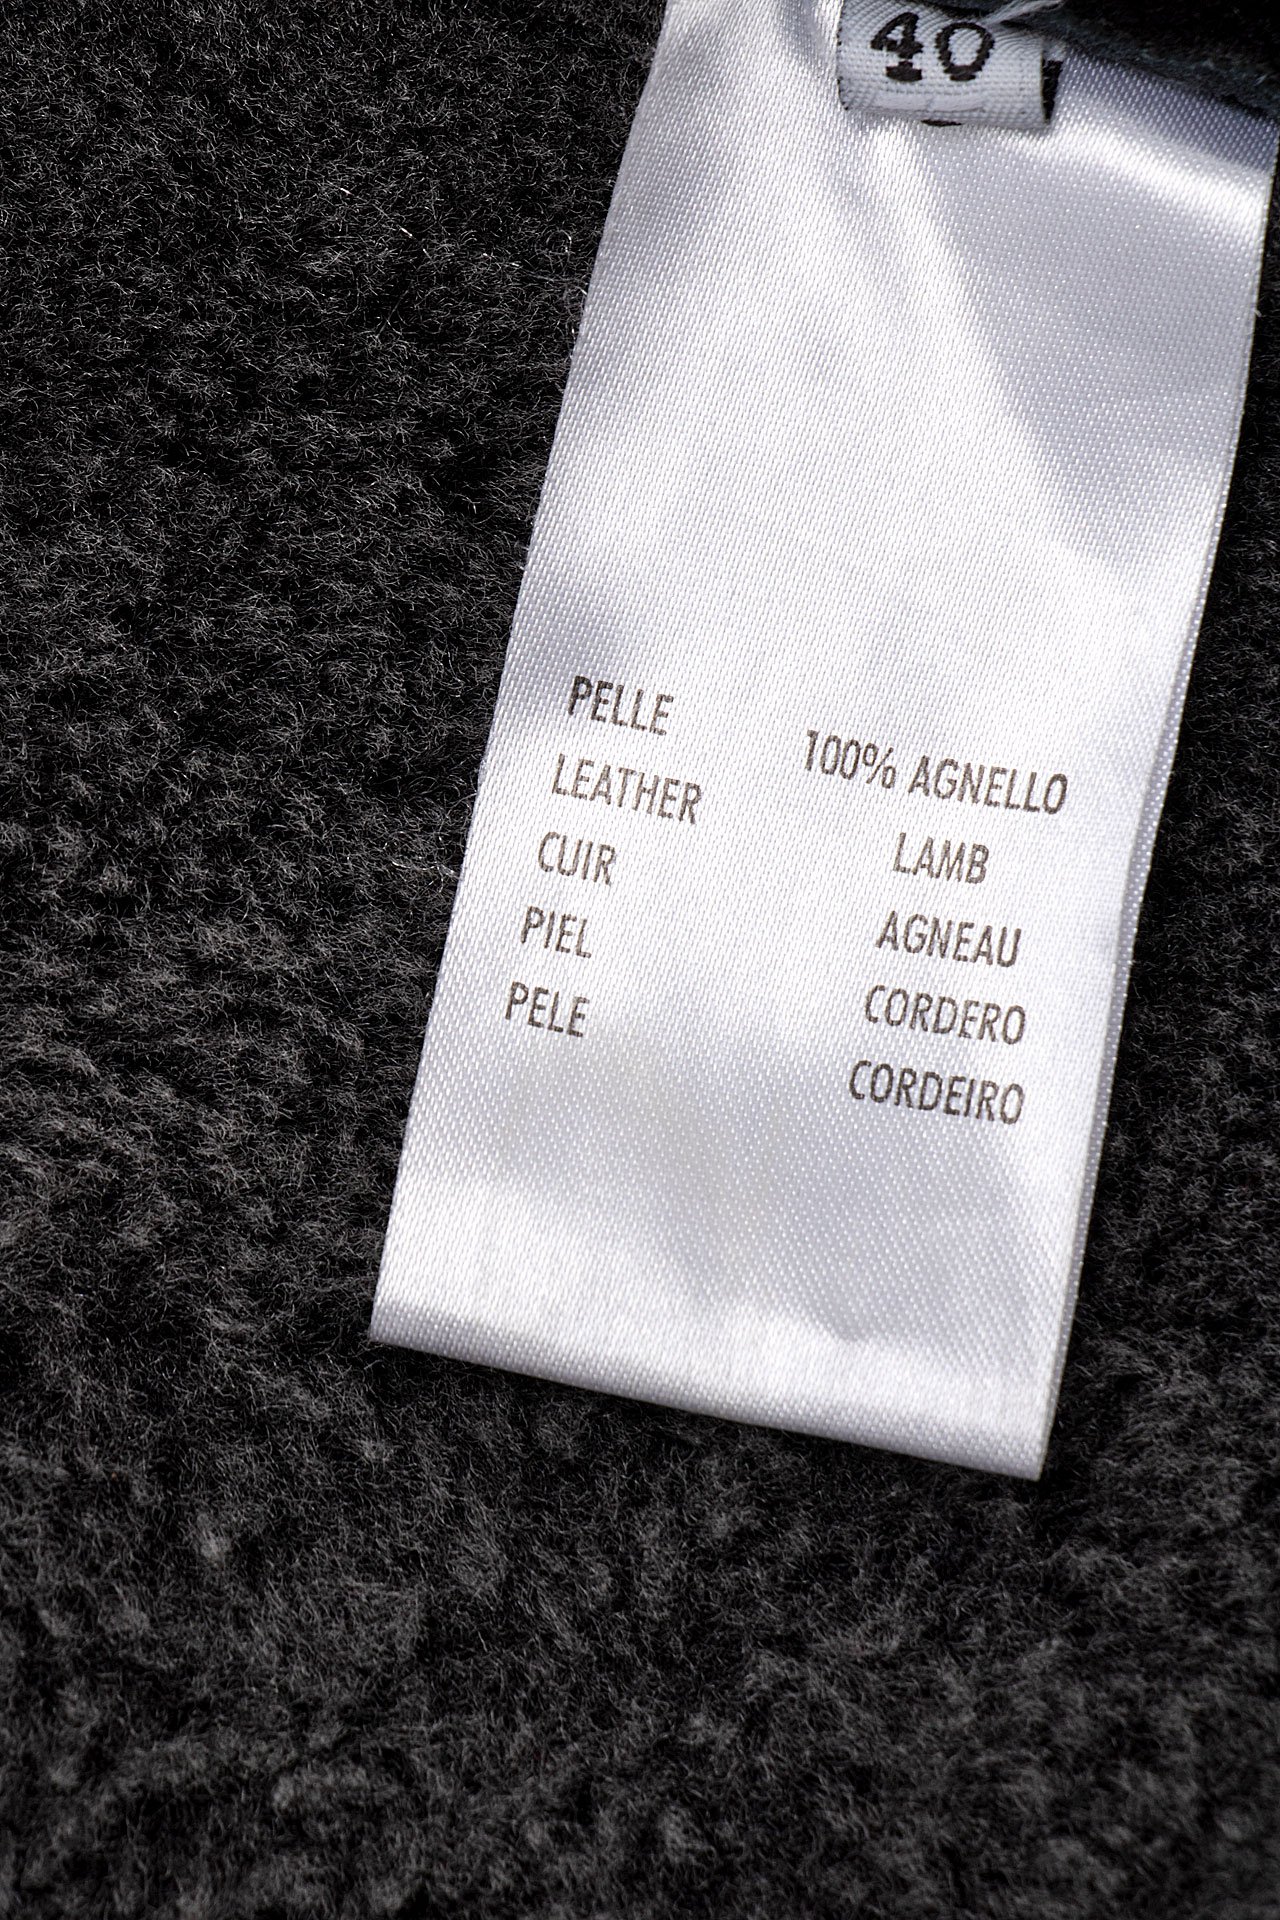 40
PELLE 100% AGNELLO
LEATHER LAMB
CUIR AGNEAU
PIEL CORDERO
PELE CORDEIRO